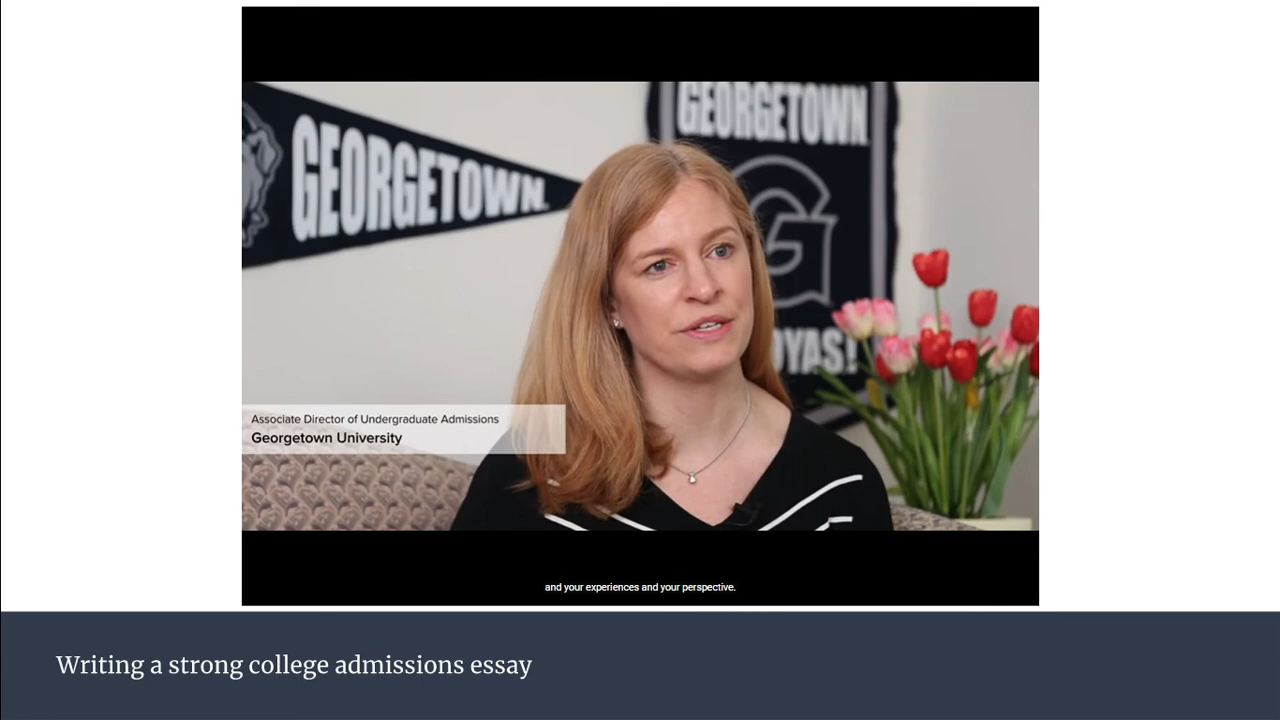 GEORGETOWN
GEORGETOWN
G
OYAS!
Associate Director of Undergraduate Admissions
Georgetown University
and your experiences and your perspective.
Writing a strong college admissions essay